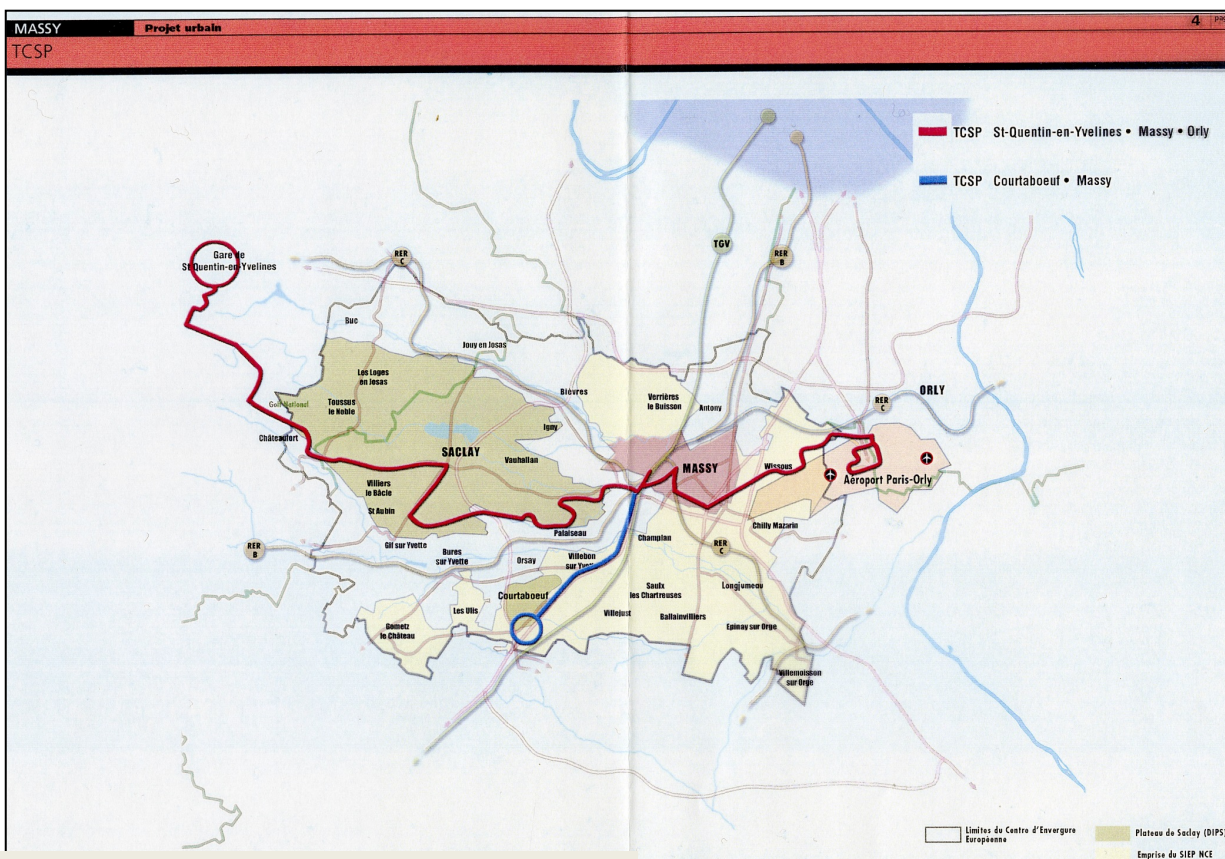 MASSY
Projet urbain
4
TCSP
TCSP St-Quentin-en-Yvelines • Massy • Orly
TCSP Courtaboeuf • Massy
TGV
RER
B
RER
C
Gare de
St Quentin-en-Yvelines
Buc
Jouy en Josas
Les Loges
en Josas
Bièvres
Verrières
le Buisson
ORLY
RER
C
Golf National
Toussus
le Noble
Antony
Châteaufort
Igny
SACLAY
Vauhallan
MASSY
Wissous
Aéroport Paris-Orly
Villiers
le Bâcle
St Aubin
Chilly Mazarin
Palaiseau
Champlan
Gif sur Yvette
RER
B
Bures
sur Yvette
Orsay
Villebon
sur Yvette
RER
C
Courtaboeuf
Saulx
les Chartreuses
Longjumeau
Les Ulis
Villejust
Ballainvilliers
Gometz
le Château
Epinay sur Orge
Villemoisson
sur Orge
Limites du Centre d'Envergure
Européenne
Plateau de Saclay (DIPS)
Emprise du SIEP NCE